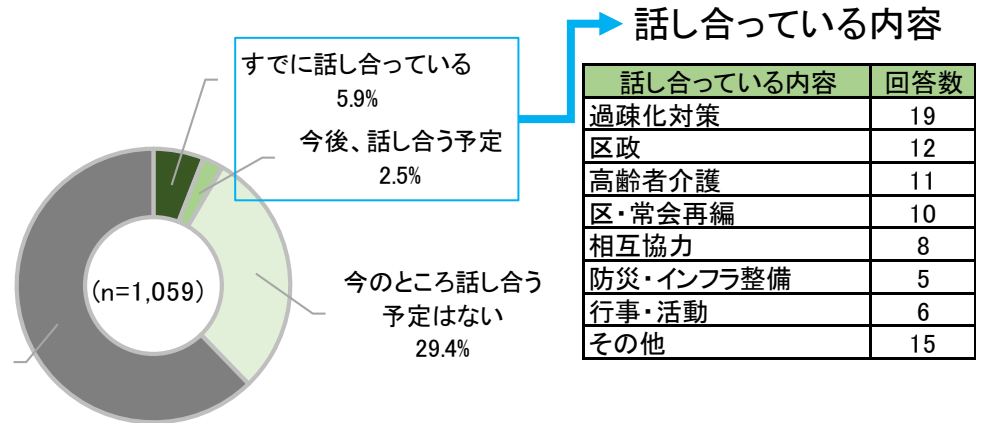 話し合っている内容
すでに話し合っている
5.9%
今後、話し合う予定
2.5%
(n=1,059)
今のところ話し合う
予定はない
29.4%
話し合っている内容 回答数
過疎化対策 19
区政 12
高齢者介護 11
区・常会再編 10
相互協力 8
防災・インフラ整備 5
行事・活動 6
その他 15